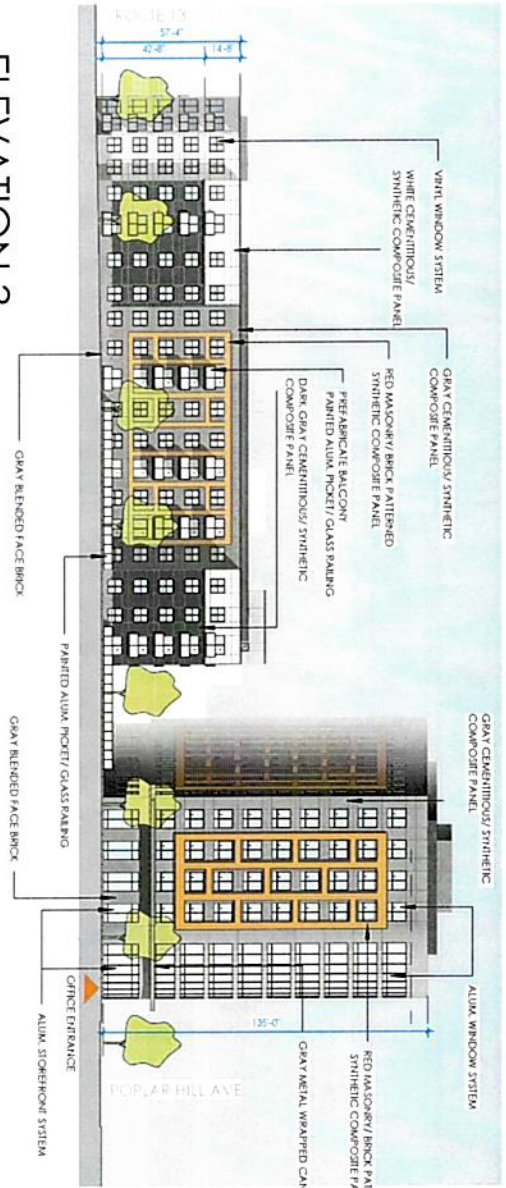 ROUTE 13
57'-4"
42'-8"
14'-8"
VINYL WINDOW SYSTEM
WHITE CEMENTITIOUS/
SYNTHETIC COMPOSITE PANEL
GRAY CEMENTITIOUS/ SYNTHETIC
COMPOSITE PANEL
RED MASONRY/ BRICK PATTERNED
SYNTHETIC COMPOSITE PANEL
PREFABRICATE BALCONY
PAINTED ALUM. PICKET/ GLASS RAILING
DARK GRAY CEMENTITIOUS/ SYNTHETIC
COMPOSITE PANEL
GRAY CEMENTITIOUS/ SYNTHETIC
COMPOSITE PANEL
ALUM. WINDOW SYSTEM
RED MASONRY/ BRICK PAT
SYNTHETIC COMPOSITE PA
GRAY METAL WRAPPED CAN
135'-0"
POPLAR HILL AVE
GRAY BLENDED FACE BRICK
PAINTED ALUM. PICKET/ GLASS RAILING
GRAY BLENDED FACE BRICK
OFFICE ENTRANCE
ALUM. STOREFRONT SYSTEM
ELEVATION 2